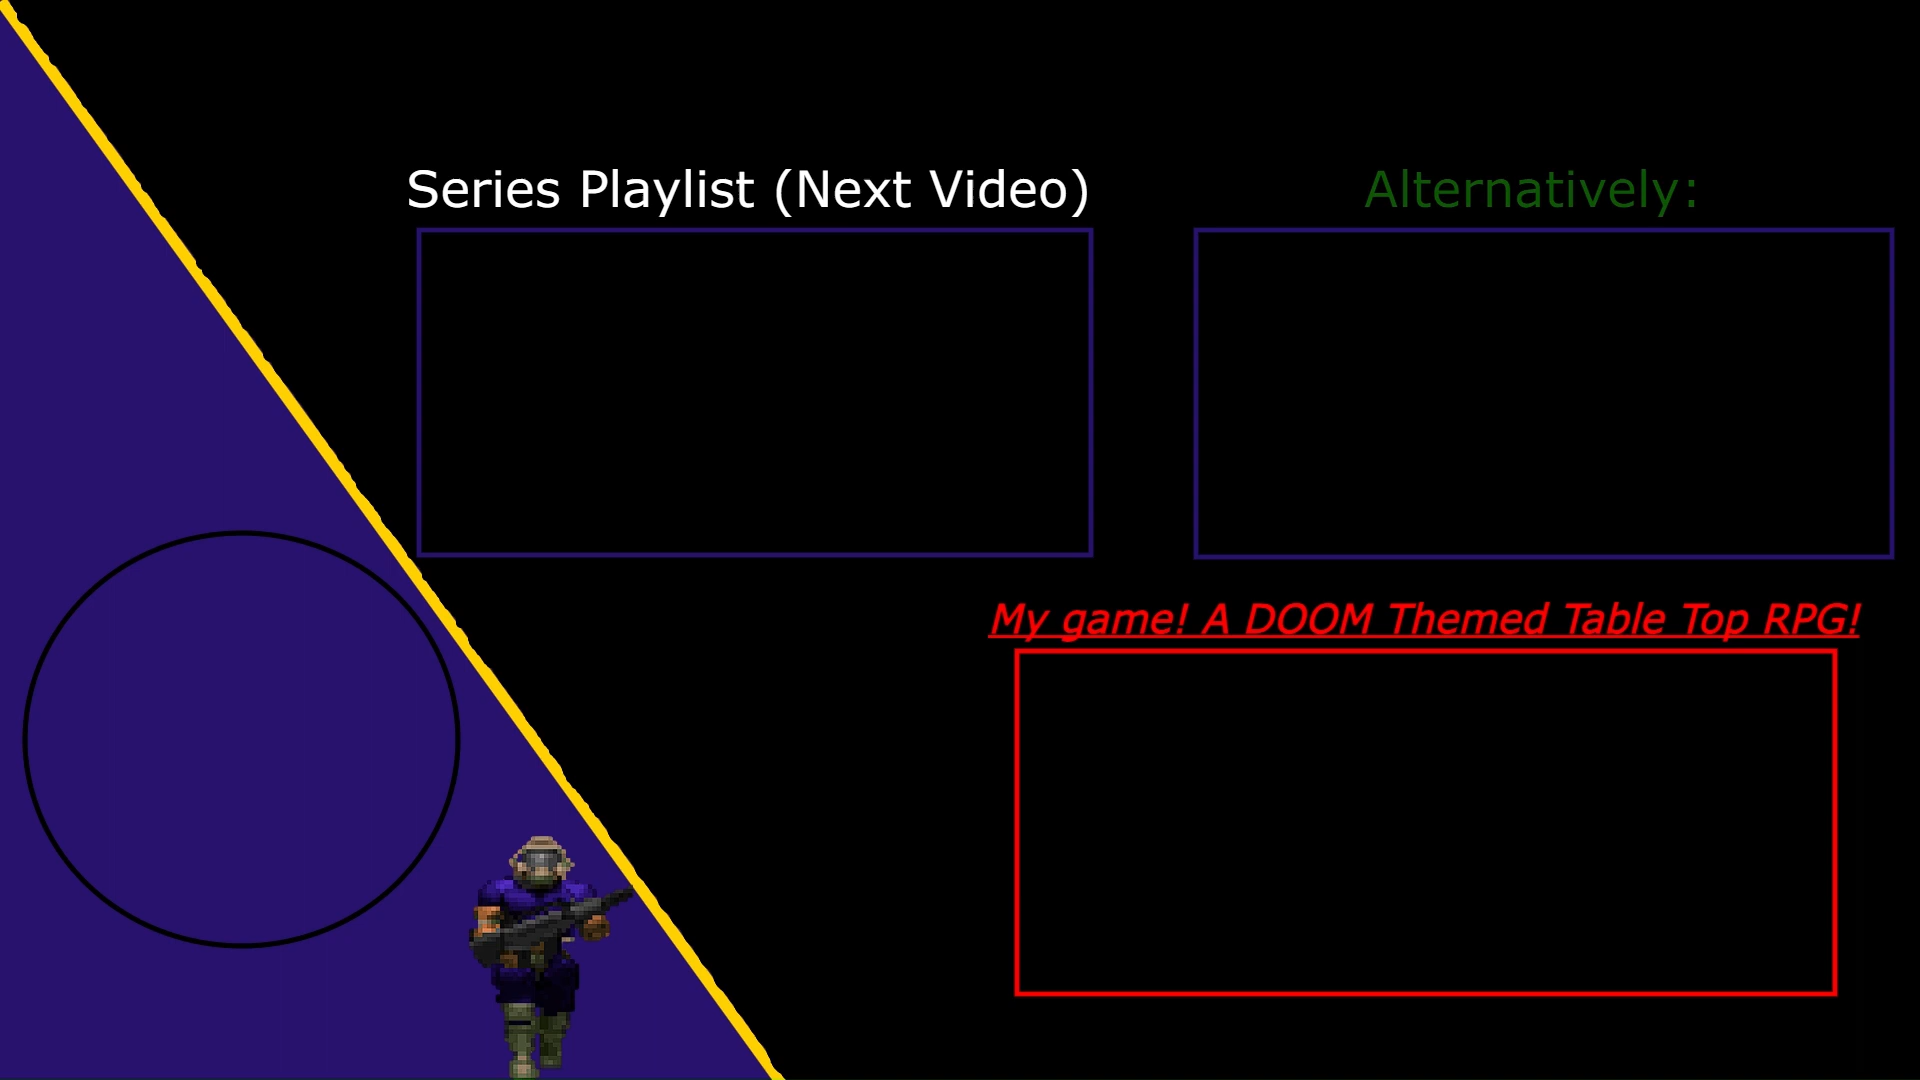 Series Playlist (Next Video)
Alternatively:
My game! A DOOM Themed Table Top RPG!